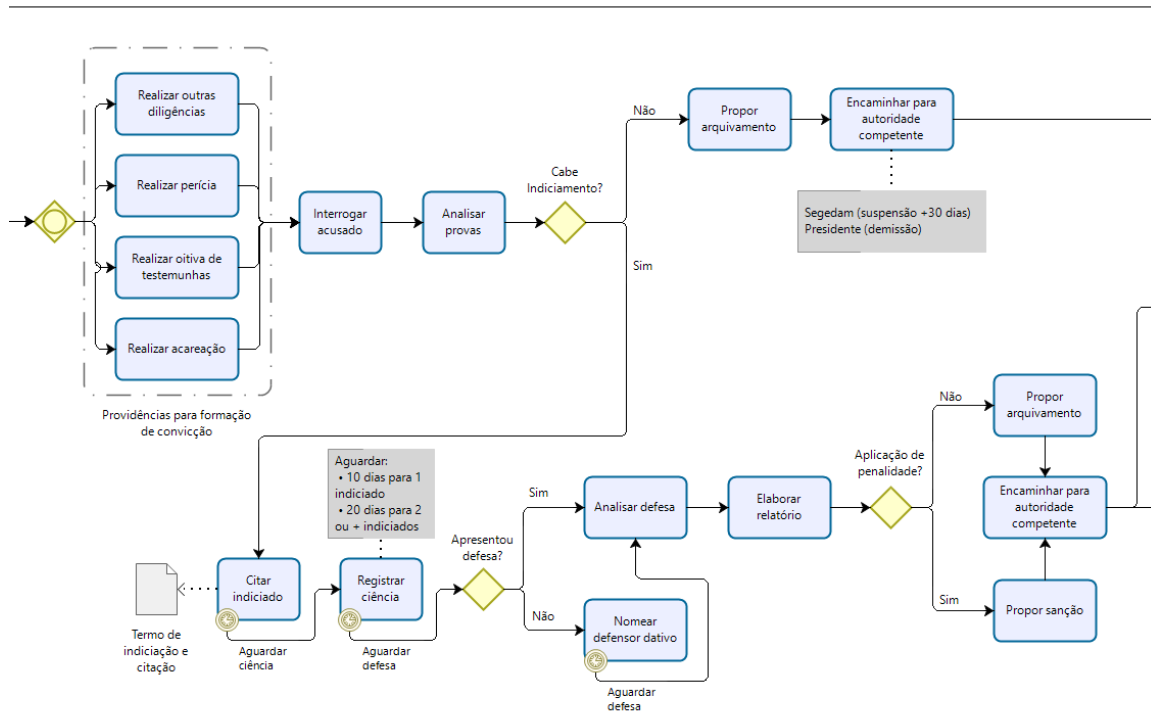 Realizar outras
diligências
Realizar perícia
Realizar oitiva de
testemunhas
Realizar acareação
Providências para formação
de convicção
Interrogar
acusado
Analisar
provas
Cabe
Indiciamento?
Não
Propor
arquivamento
Encaminhar para
autoridade
competente
Segedam (suspensão +30 dias)
Presidente (demissão)
Sim
Termo de
indiciação e
citação
Citar
indiciado
Aguardar
ciência
Aguardar:
• 10 dias para 1
indiciado
• 20 dias para 2
ou + indiciados
Registrar
ciência
Aguardar
defesa
Apresentou
defesa?
Sim
Não
Analisar defesa
Nomear
defensor dativo
Aguardar
defesa
Elaborar
relatório
Aplicação de
penalidade?
Não
Propor
arquivamento
Encaminhar para
autoridade
competente
Sim
Propor sanção